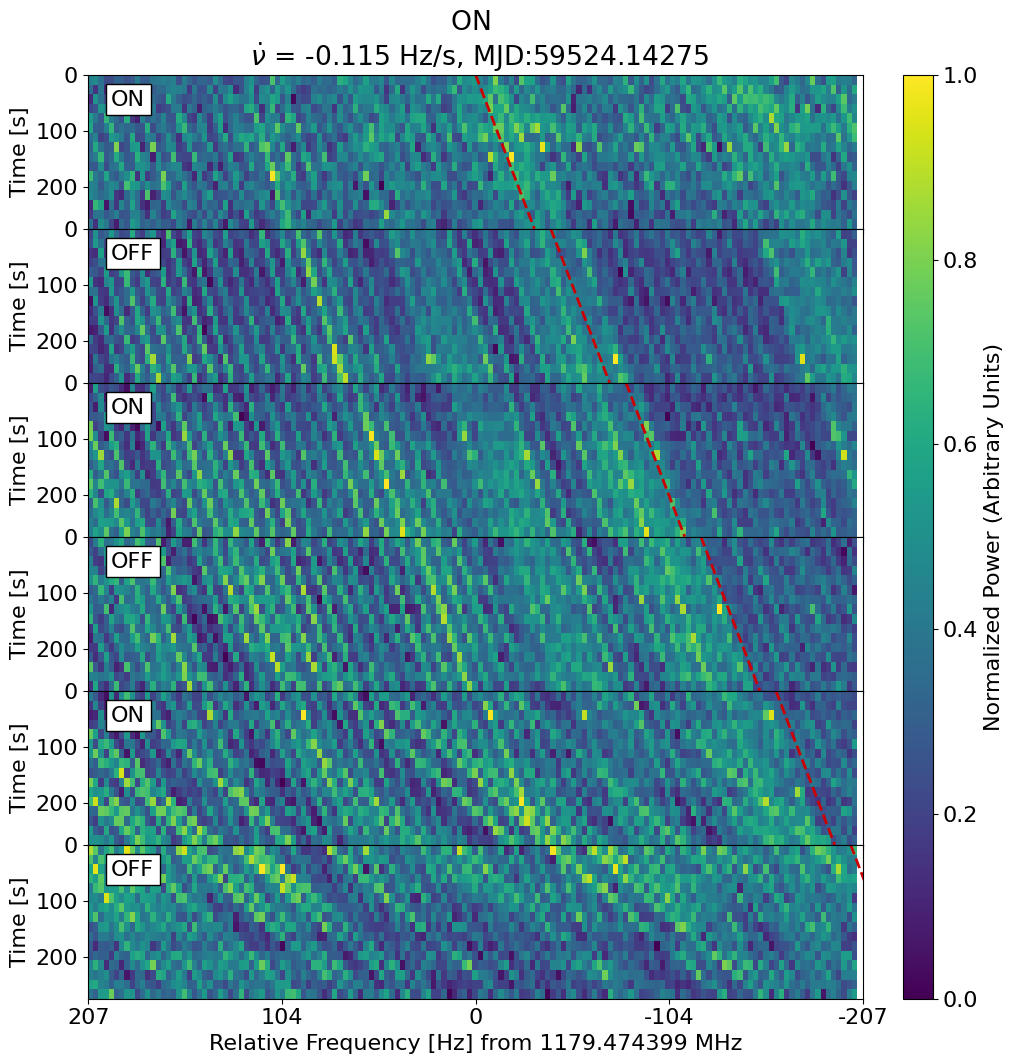 ON
ν̇ = -0.115 Hz/s, MJD:59524.14275
0
ON
Time [s]
100
200
0
OFF
Time [s]
100
200
0
ON
Time [s]
100
200
0
OFF
Time [s]
100
200
0
ON
Time [s]
100
200
0
OFF
Time [s]
100
200
207
104
0
-104
-207
Relative Frequency [Hz] from 1179.474399 MHz
1.0
0.8
0.6
0.4
0.2
0.0
Normalized Power (Arbitrary Units)